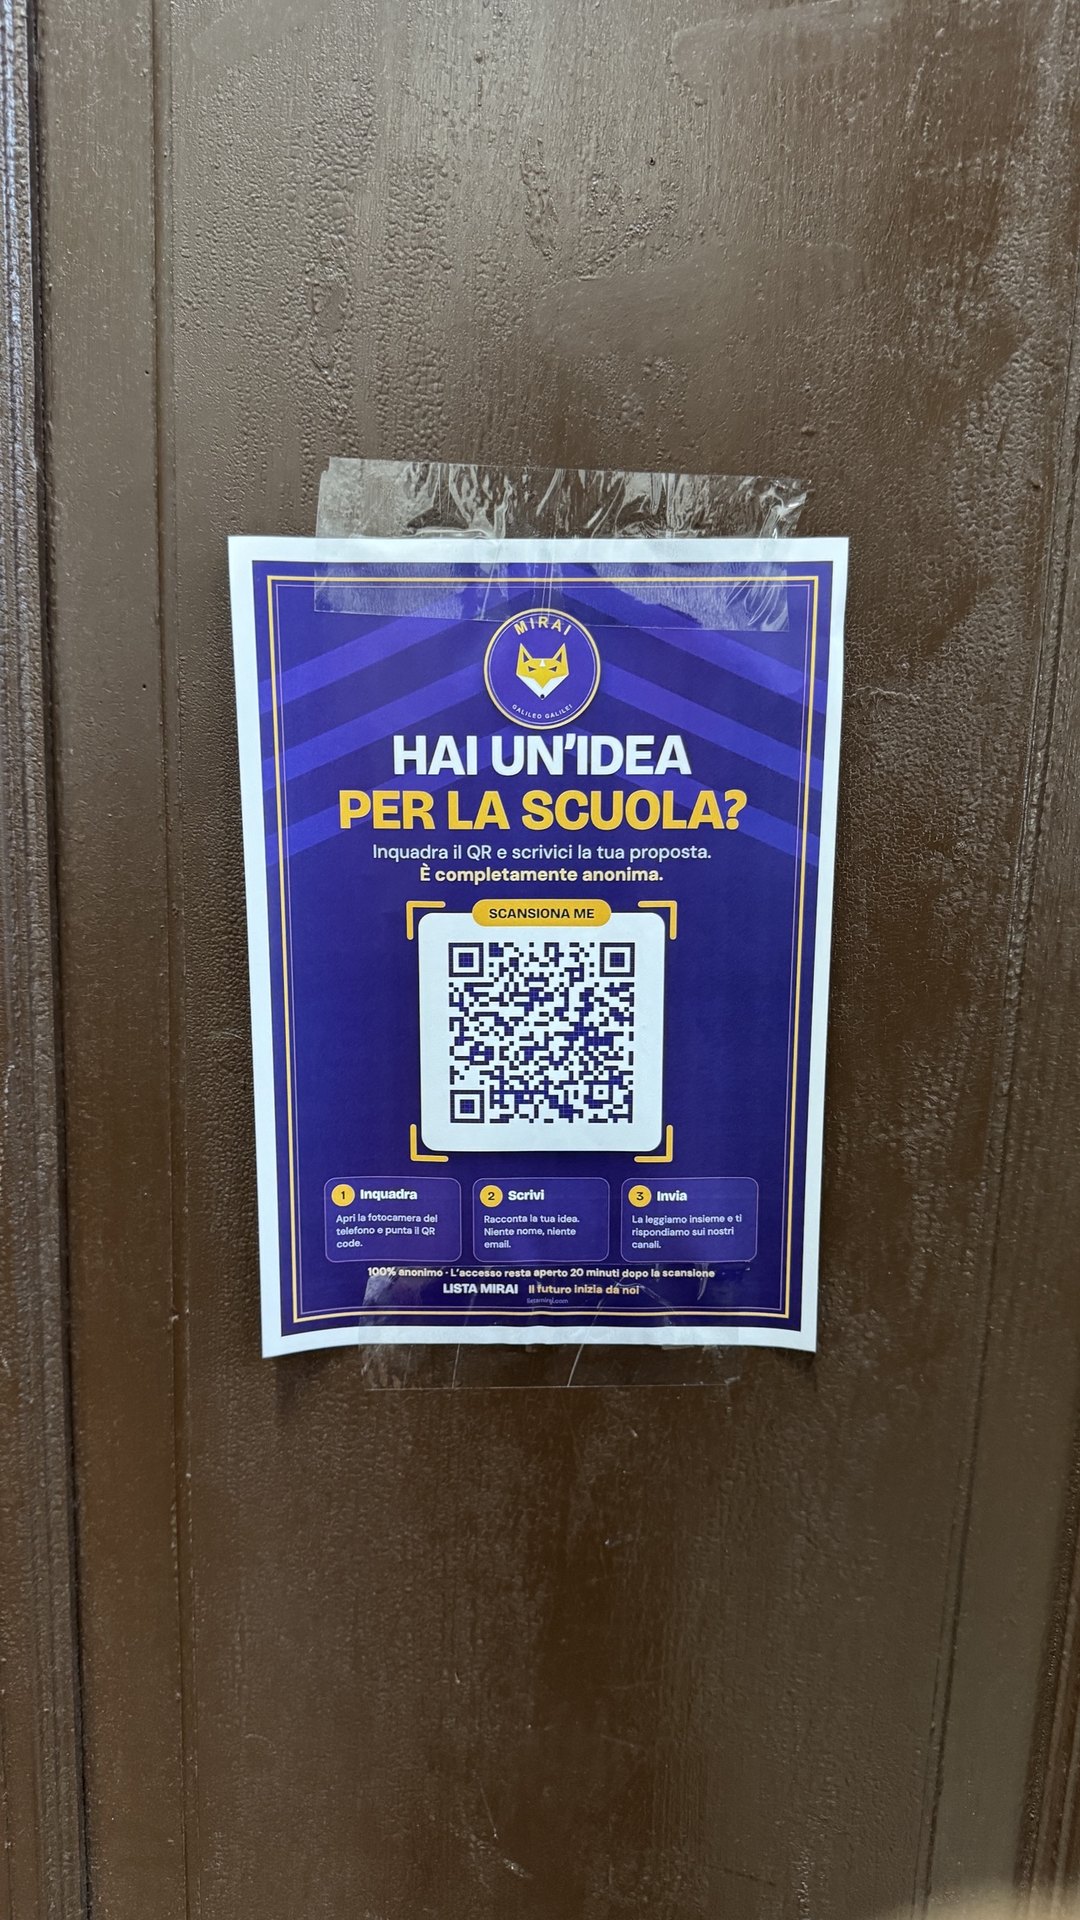 MIRAI
GALILEO GALILEI
HAI UN'IDEA
PER LA SCUOLA?
Inquadra il QR e scrivici la tua proposta.
È completamente anonima.
SCANSIONA ME
1 Inquadra
Apri la fotocamera del
telefono e punta il QR
code.
2 Scrivi
Racconta la tua idea.
Niente nome, niente
email.
3 Invia
La leggiamo insieme e ti
rispondiamo sui nostri
canali.
100% anonimo · L'accesso resta aperto 20 minuti dopo la scansione
LISTA MIRAI Il futuro inizia da noi
listamirai.com